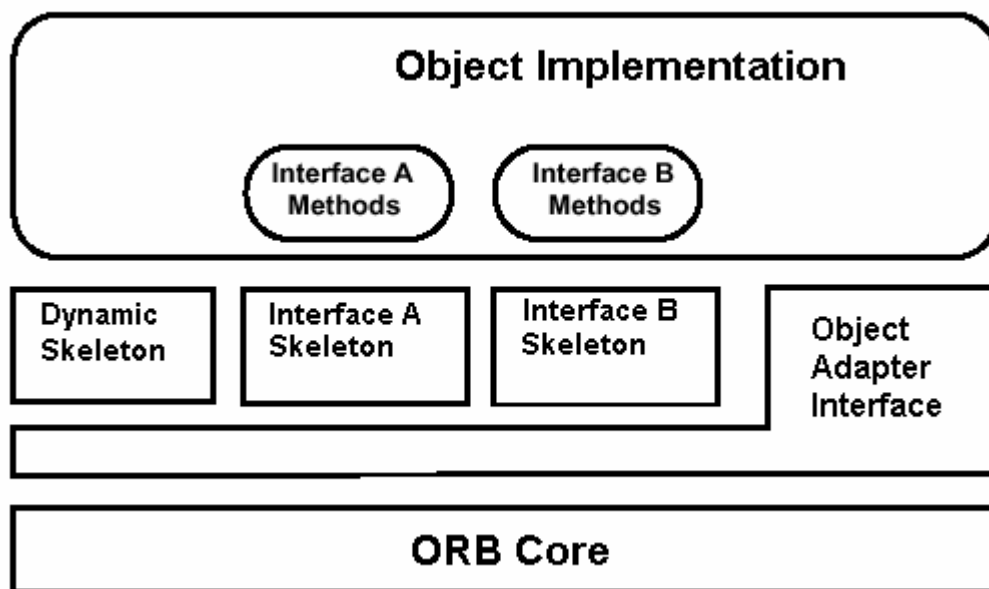 Object Implementation
Interface A
Methods
Interface B
Methods
Dynamic
Skeleton
Interface A
Skeleton
Interface B
Skeleton
Object
Adapter
Interface
ORB Core